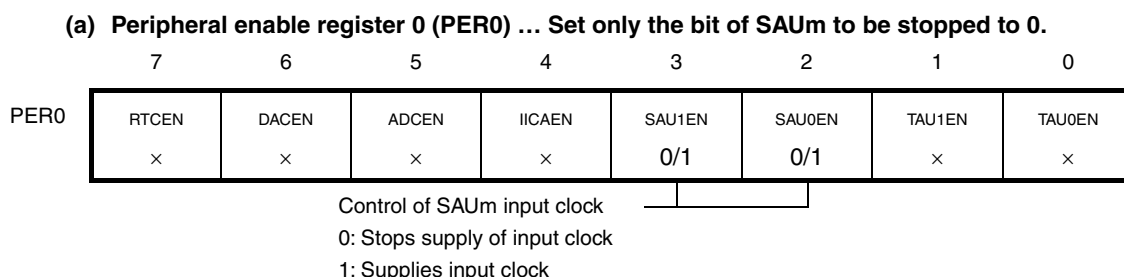 (a) Peripheral enable register 0 (PER0) … Set only the bit of SAUm to be stopped to 0.
7 6 5 4 3 2 1 0
PER0 RTCEN DACEN ADCEN IICAEN SAU1EN SAU0EN TAU1EN TAU0EN
× × × × 0/1 0/1 × ×
Control of SAUm input clock
0: Stops supply of input clock
1: Supplies input clock